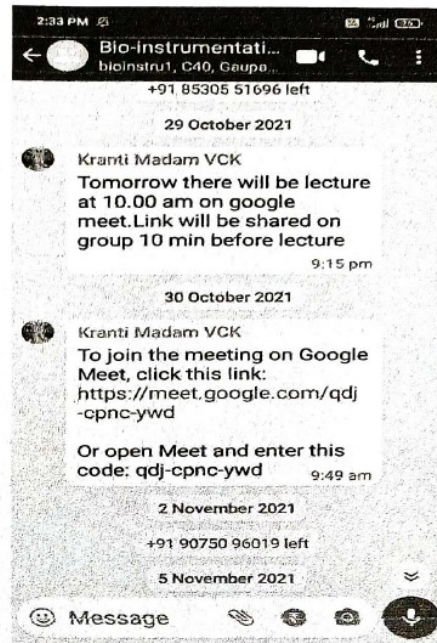 2:33 PM
Bio-instrumentati...
bioinstru1, C40, Gaupa...
+91 85305 51696 left
29 October 2021
Kranti Madam VCK
Tomorrow there will be lecture
at 10.00 am on google
meet.Link will be shared on
group 10 min before lecture
9:15 pm
30 October 2021
Kranti Madam VCK
To join the meeting on Google
Meet, click this link:
https://meet.google.com/qdj
-cpnc-ywd
Or open Meet and enter this
code: qdj-cpnc-ywd
9:49 am
2 November 2021
+91 90750 96019 left
5 November 2021
Message